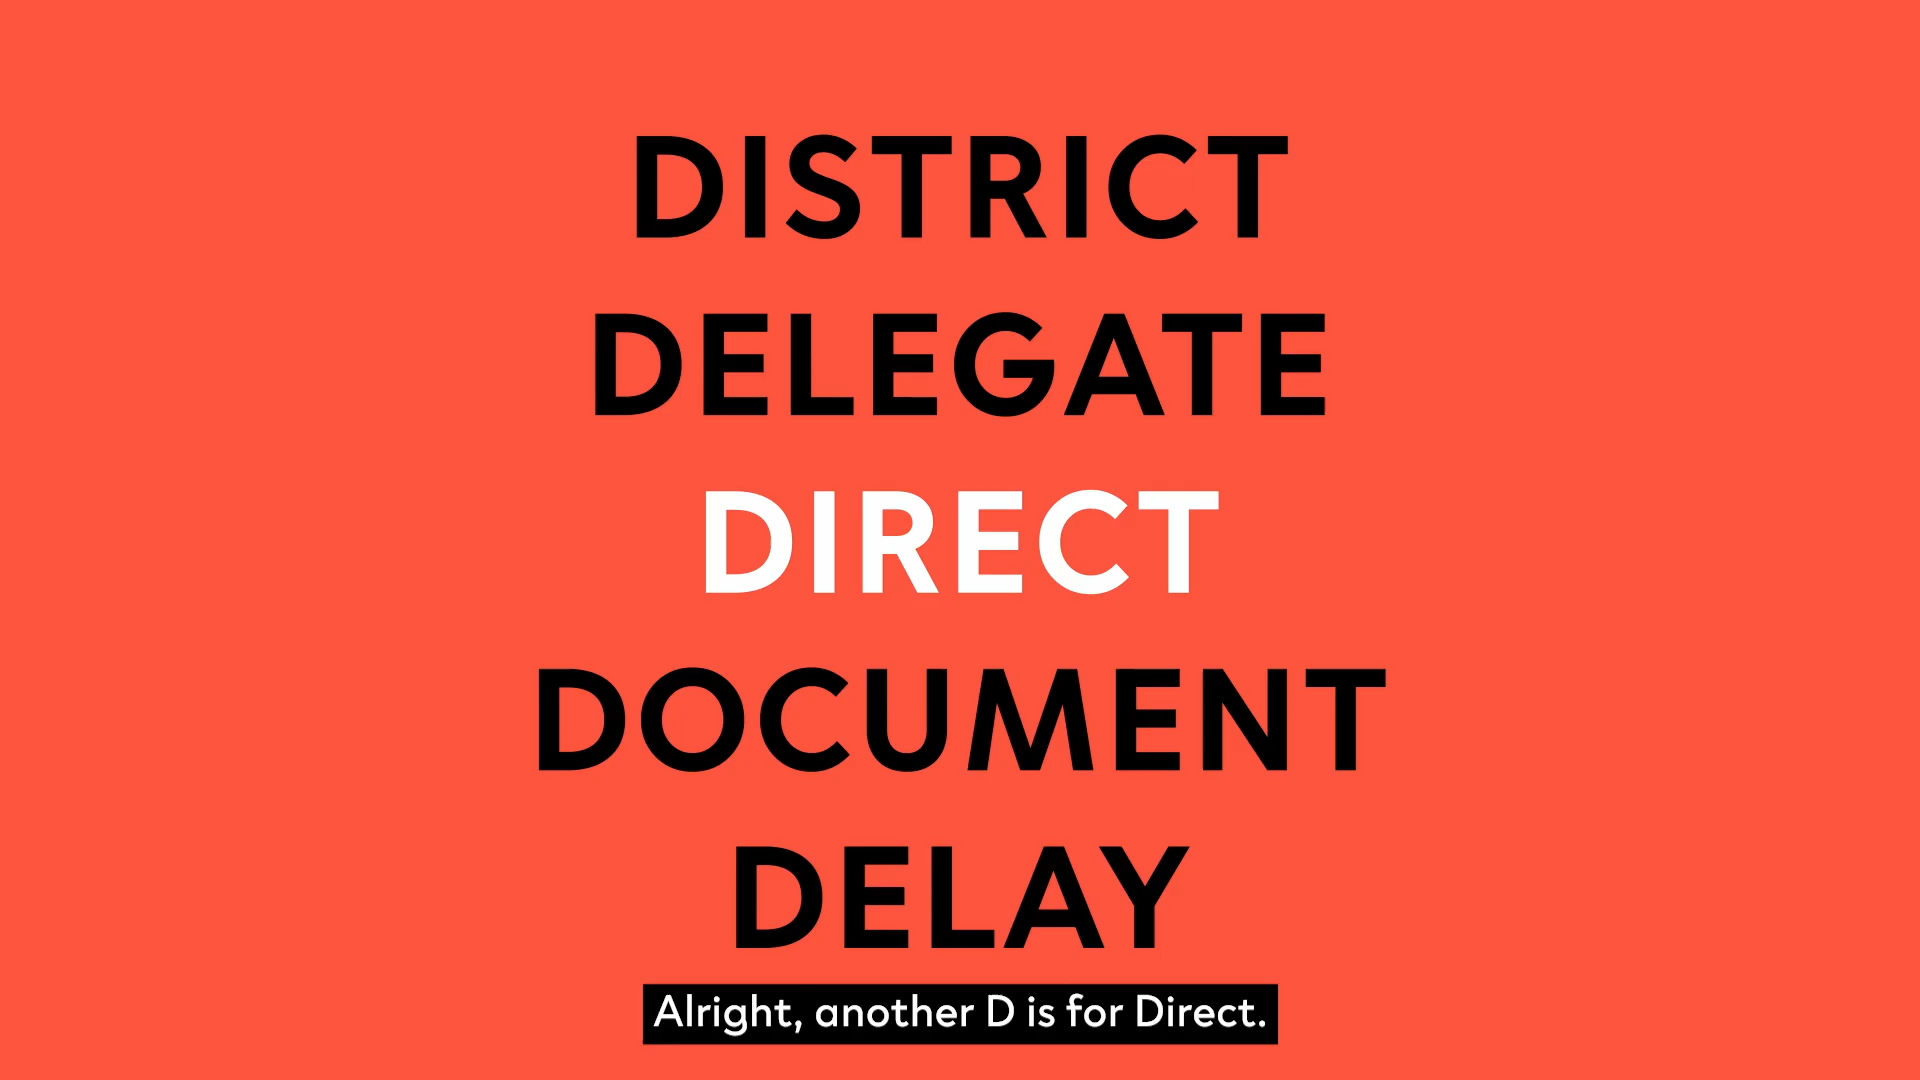 DISTRICT
DELEGATE
DIRECT
DOCUMENT
DELAY
Alright, another D is for Direct.